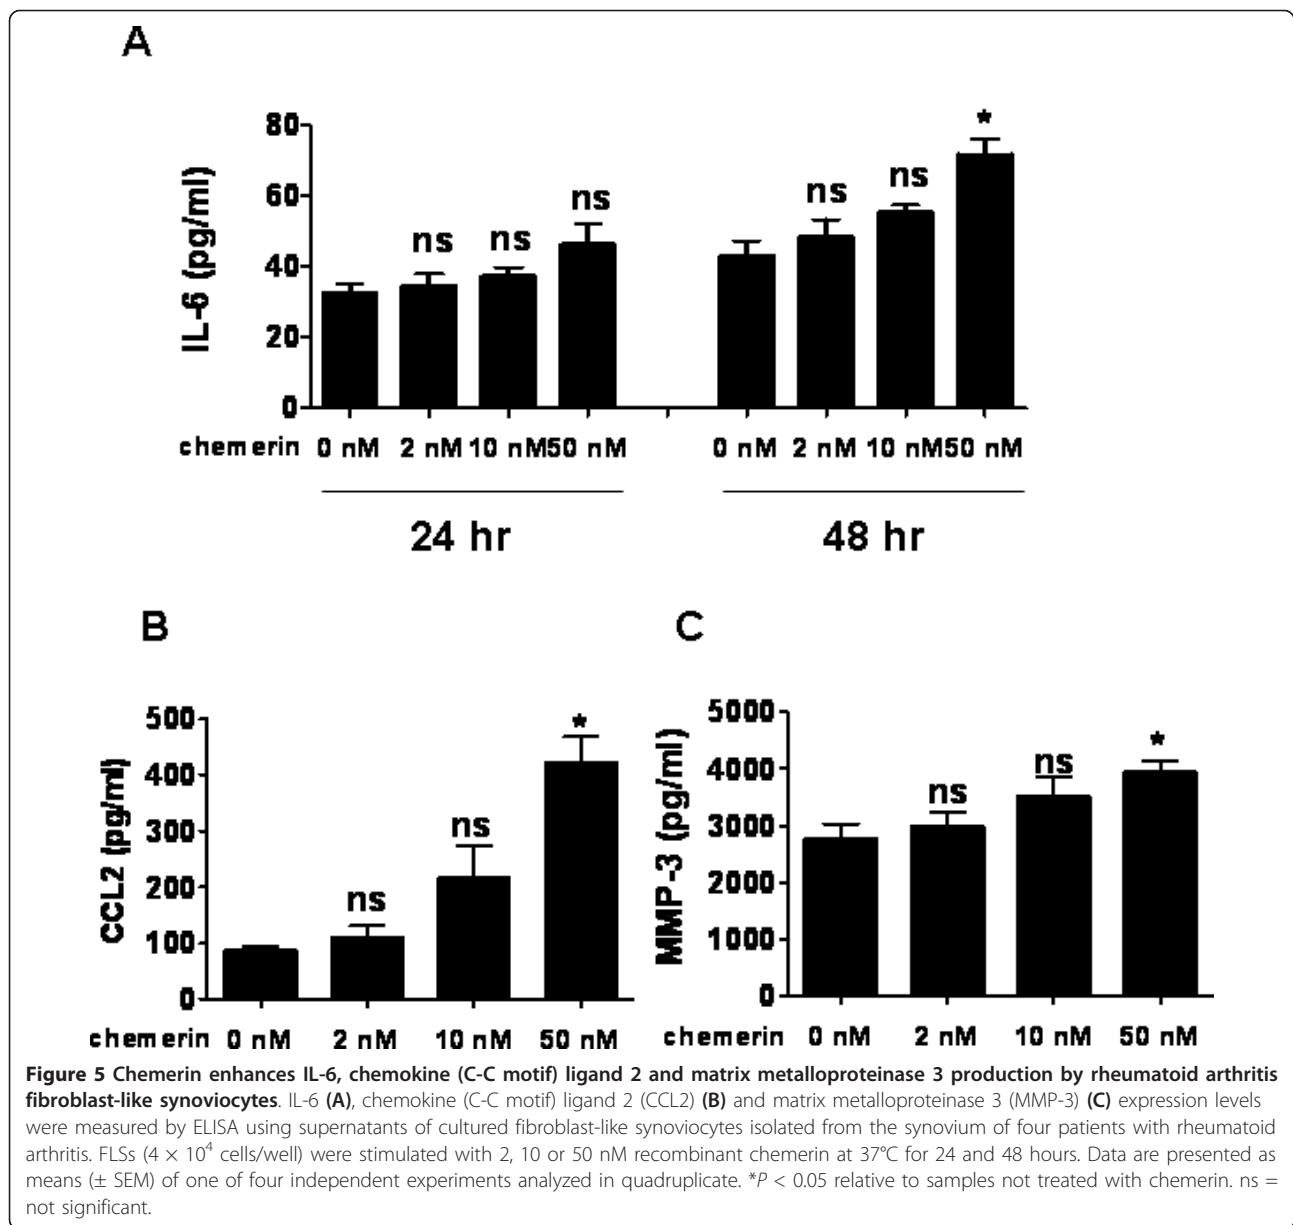 A
80
60
40
20
0
IL-6 (pg/ml)
ns ns ns ns ns *
chemerin 0 nM 2 nM 10 nM 50 nM 0 nM 2 nM 10 nM 50 nM
24 hr 48 hr
B
500
400
300
200
100
0
CCL2 (pg/ml)
ns ns *
chemerin 0 nM 2 nM 10 nM 50 nM
C
5000
4000
3000
2000
1000
0
MMP-3 (pg/ml)
ns ns *
chemerin 0 nM 2 nM 10 nM 50 nM
Figure 5 Chemerin enhances IL-6, chemokine (C-C motif) ligand 2 and matrix metalloproteinase 3 production by rheumatoid arthritis
fibroblast-like synoviocytes. IL-6 (A), chemokine (C-C motif) ligand 2 (CCL2) (B) and matrix metalloproteinase 3 (MMP-3) (C) expression levels
were measured by ELISA using supernatants of cultured fibroblast-like synoviocytes isolated from the synovium of four patients with rheumatoid
arthritis. FLSs (4 × 10⁴ cells/well) were stimulated with 2, 10 or 50 nM recombinant chemerin at 37°C for 24 and 48 hours. Data are presented as
means (± SEM) of one of four independent experiments analyzed in quadruplicate. *P < 0.05 relative to samples not treated with chemerin. ns =
not significant.